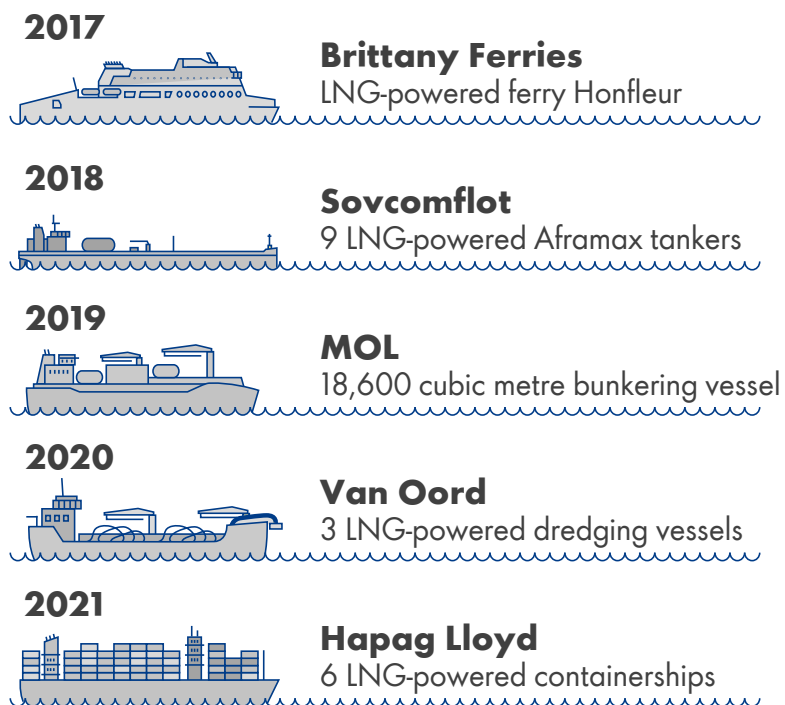 2017
Brittany Ferries
LNG-powered ferry Honfleur
2018
Sovcomflot
9 LNG-powered Aframax tankers
2019
MOL
18,600 cubic metre bunkering vessel
2020
Van Oord
3 LNG-powered dredging vessels
2021
Hapag Lloyd
6 LNG-powered containerships